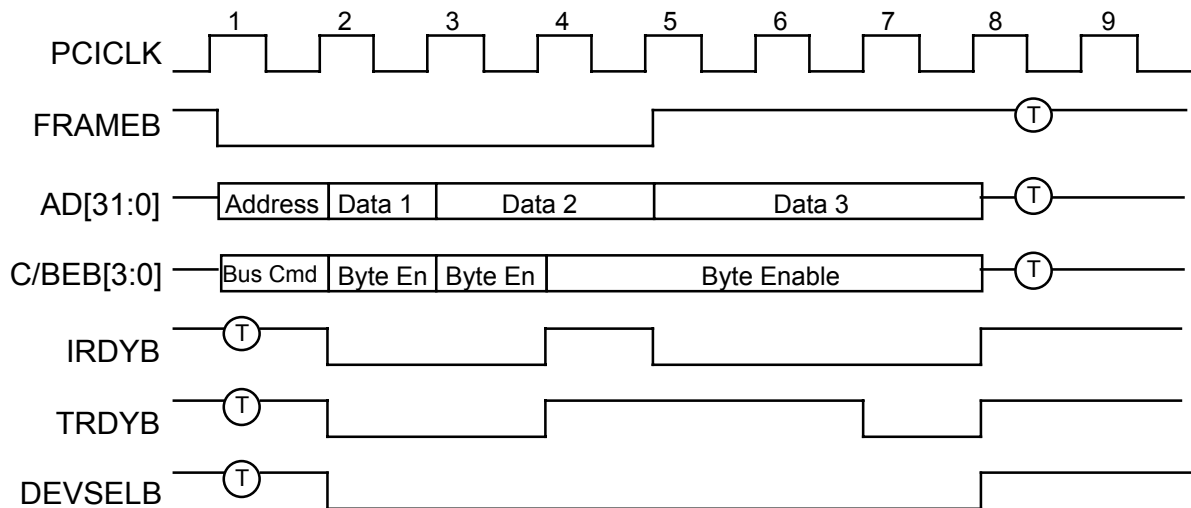 1 2 3 4 5 6 7 8 9
PCICLK
FRAMEB T
AD[31:0] Address Data 1 Data 2 Data 3 T
C/BEB[3:0] Bus Cmd Byte En Byte En Byte Enable T
IRDYB T
TRDYB T
DEVSELB T